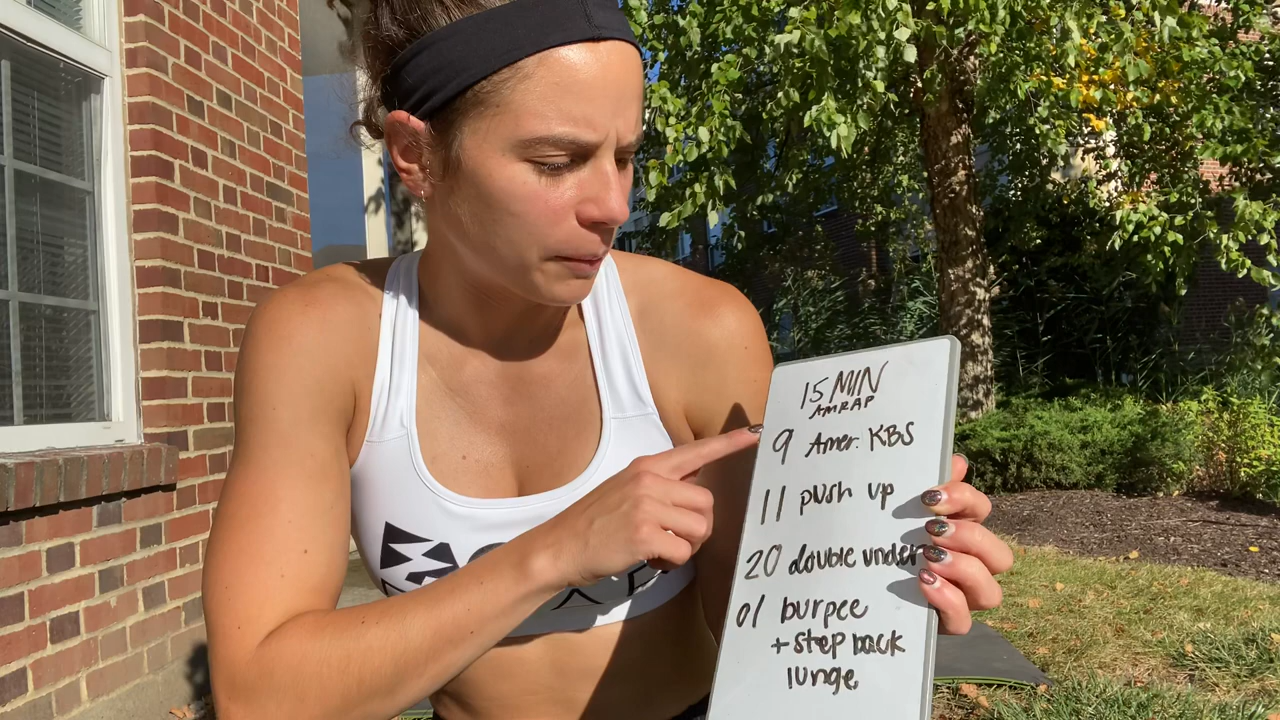 15 MIN
AMRAP
9 Amer. KBS
11 push up
20 double under
01 burpee
+ step back
lunge